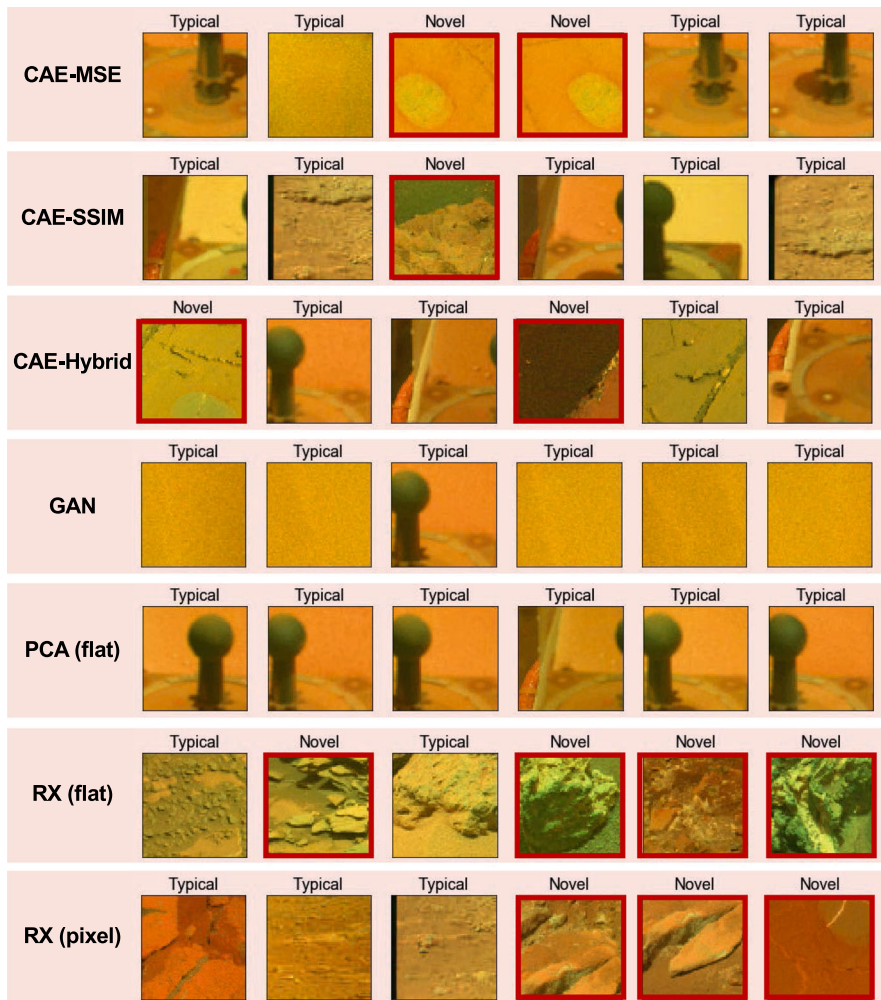 Typical Typical Novel Novel Typical Typical
CAE-MSE
Typical Typical Novel Typical Typical Typical
CAE-SSIM
Novel Typical Typical Novel Typical Typical
CAE-Hybrid
Typical Typical Typical Typical Typical Typical
GAN
Typical Typical Typical Typical Typical Typical
PCA (flat)
Typical Novel Typical Novel Novel Novel
RX (flat)
Typical Typical Typical Novel Novel Novel
RX (pixel)